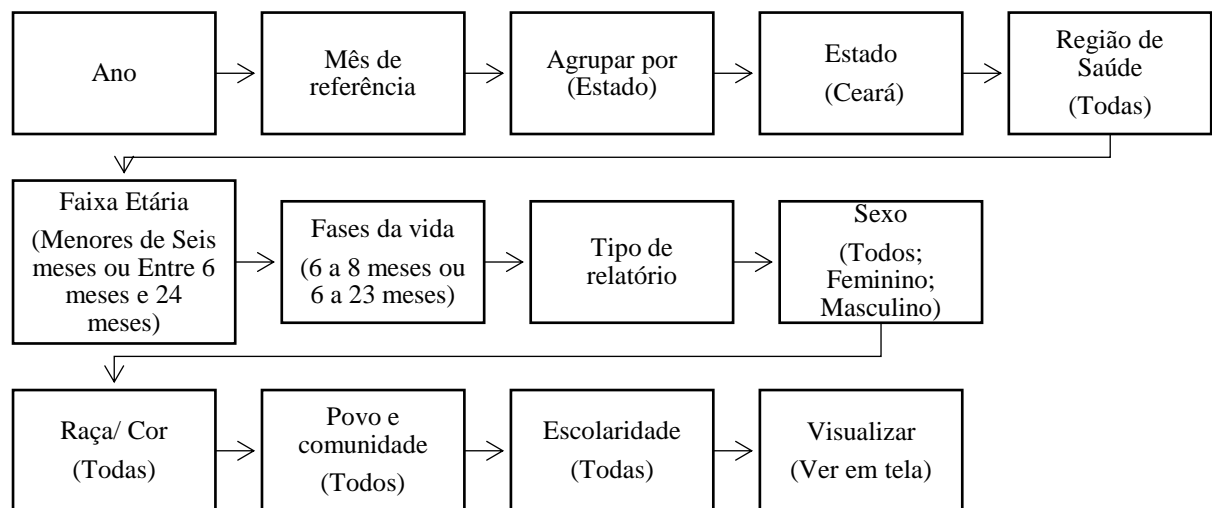 Ano
Mês de
referência
Agrupar por
(Estado)
Estado
(Ceará)
Região de
Saúde
(Todas)
Faixa Etária
(Menores de Seis
meses ou Entre 6
meses e 24
meses)
Fases da vida
(6 a 8 meses ou
6 a 23 meses)
Tipo de
relatório
Sexo
(Todos;
Feminino;
Masculino)
Raça/ Cor
(Todas)
Povo e
comunidade
(Todos)
Escolaridade
(Todas)
Visualizar
(Ver em tela)